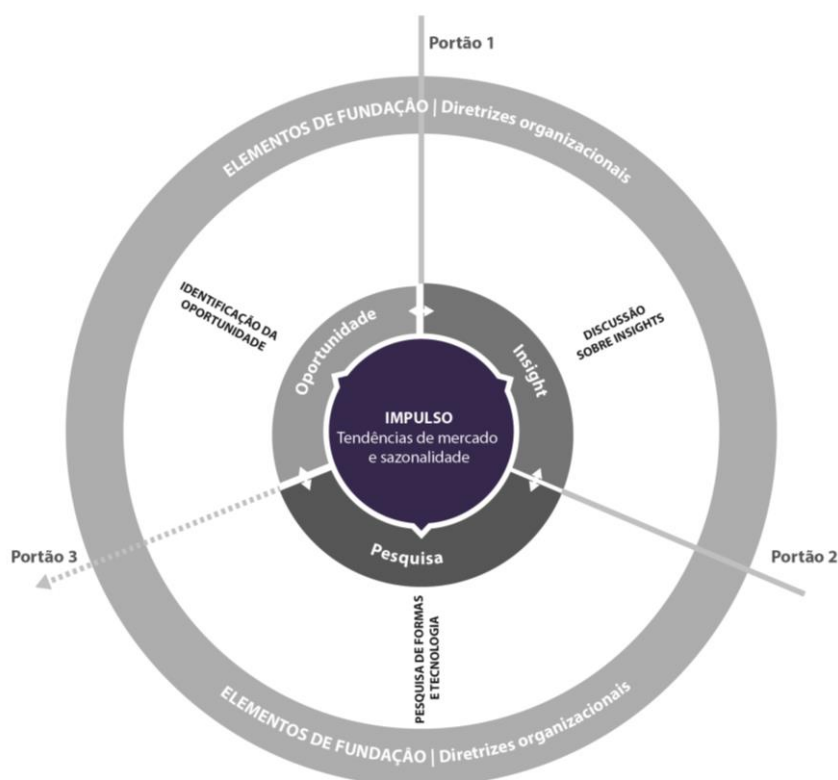 Portão 1
ELEMENTOS DE FUNDAÇÃO | Diretrizes organizacionais
IDENTIFICAÇÃO DA
OPORTUNIDADE
DISCUSSÃO
SOBRE INSIGHTS
Oportunidade
Insight
IMPULSO
Tendências de mercado
e sazonalidade
Pesquisa
Portão 3
Portão 2
PESQUISA DE FORMAS
E TECNOLOGIA
ELEMENTOS DE FUNDAÇÃO | Diretrizes organizacionais